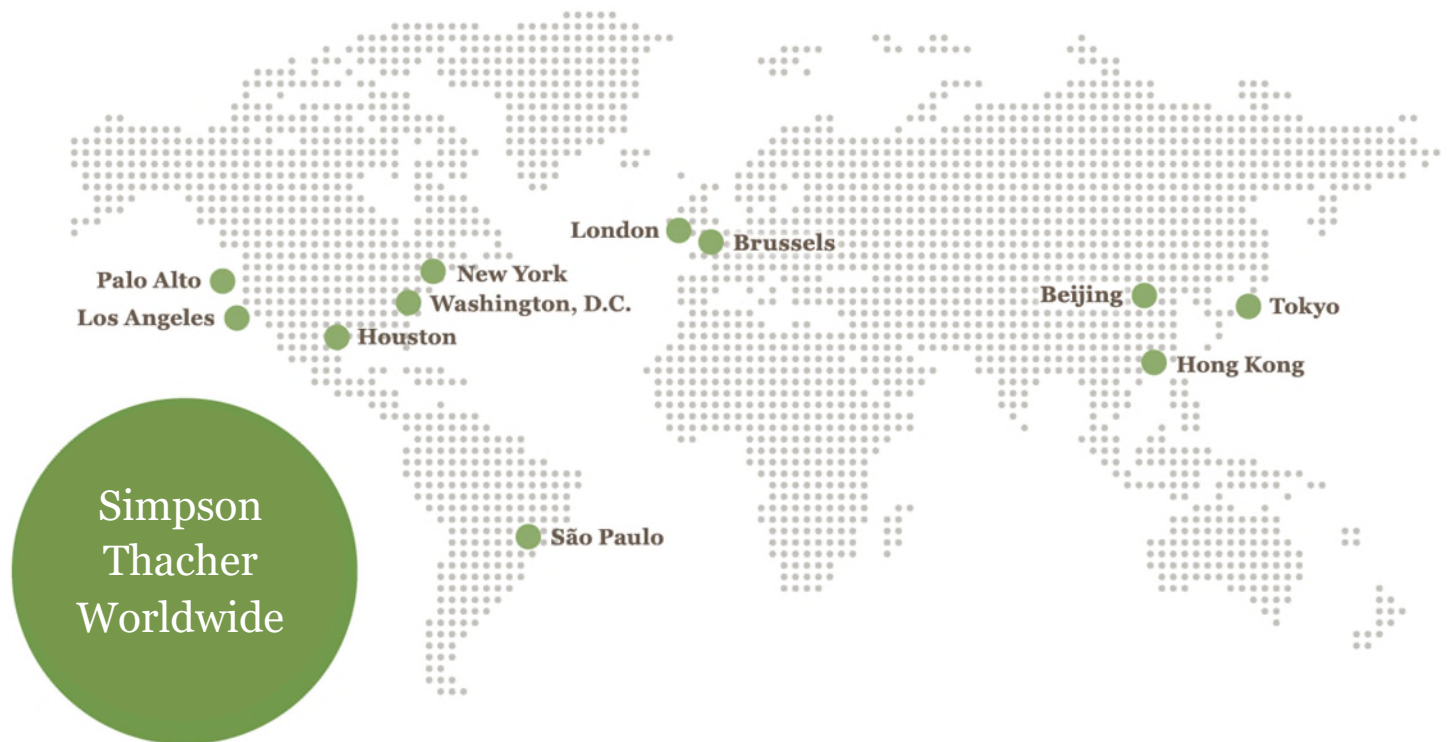 London
Brussels
Palo Alto
New York
Los Angeles
Washington, D.C.
Houston
Beijing
Tokyo
Hong Kong
São Paulo
Simpson
Thacher
Worldwide